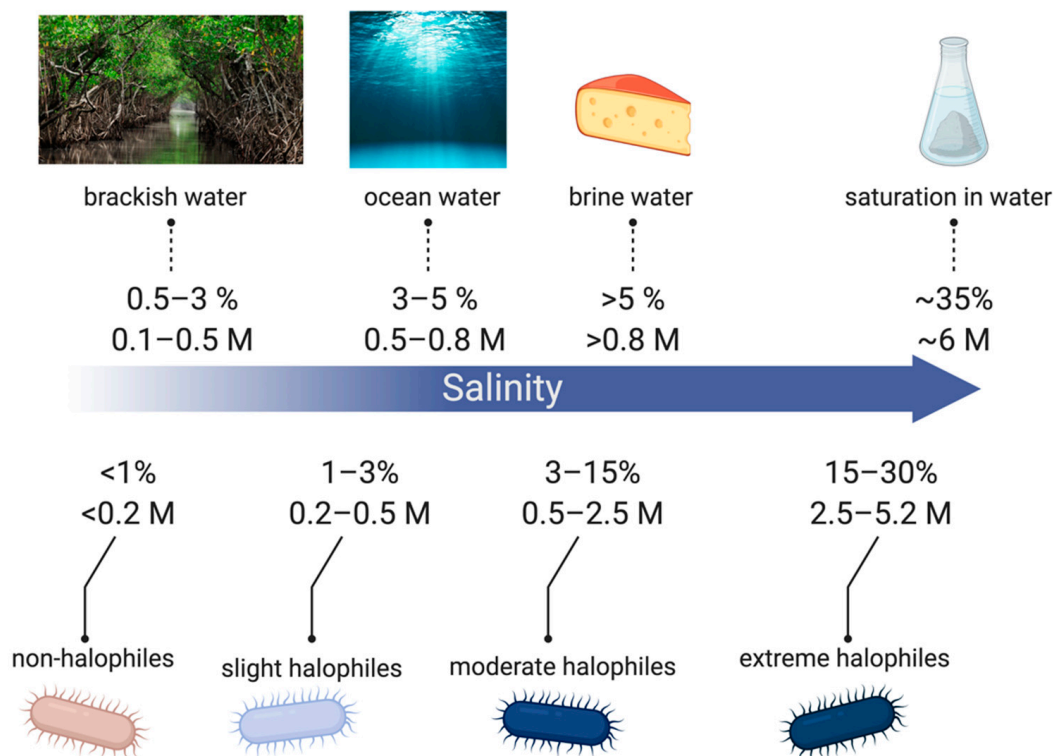 brackish water
ocean water
brine water
saturation in water
0.5–3 %
3–5 %
>5 %
~35%
0.1–0.5 M
0.5–0.8 M
>0.8 M
~6 M
Salinity
<1%
1–3%
3–15%
15–30%
<0.2 M
0.2–0.5 M
0.5–2.5 M
2.5–5.2 M
non-halophiles
slight halophiles
moderate halophiles
extreme halophiles